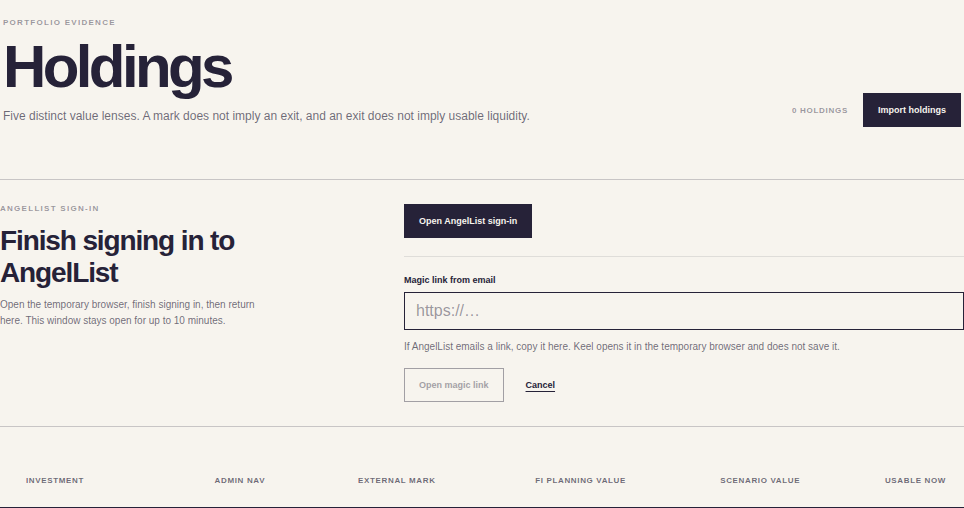 PORTFOLIO EVIDENCE
Holdings
Five distinct value lenses. A mark does not imply an exit, and an exit does not imply usable liquidity.
0 HOLDINGS
Import holdings
ANGELLIST SIGN-IN
Finish signing in to
AngelList
Open the temporary browser, finish signing in, then return
here. This window stays open for up to 10 minutes.
Open AngelList sign-in
Magic link from email
https://…
If AngelList emails a link, copy it here. Keel opens it in the temporary browser and does not save it.
Open magic link
Cancel
INVESTMENT
ADMIN NAV
EXTERNAL MARK
FI PLANNING VALUE
SCENARIO VALUE
USABLE NOW